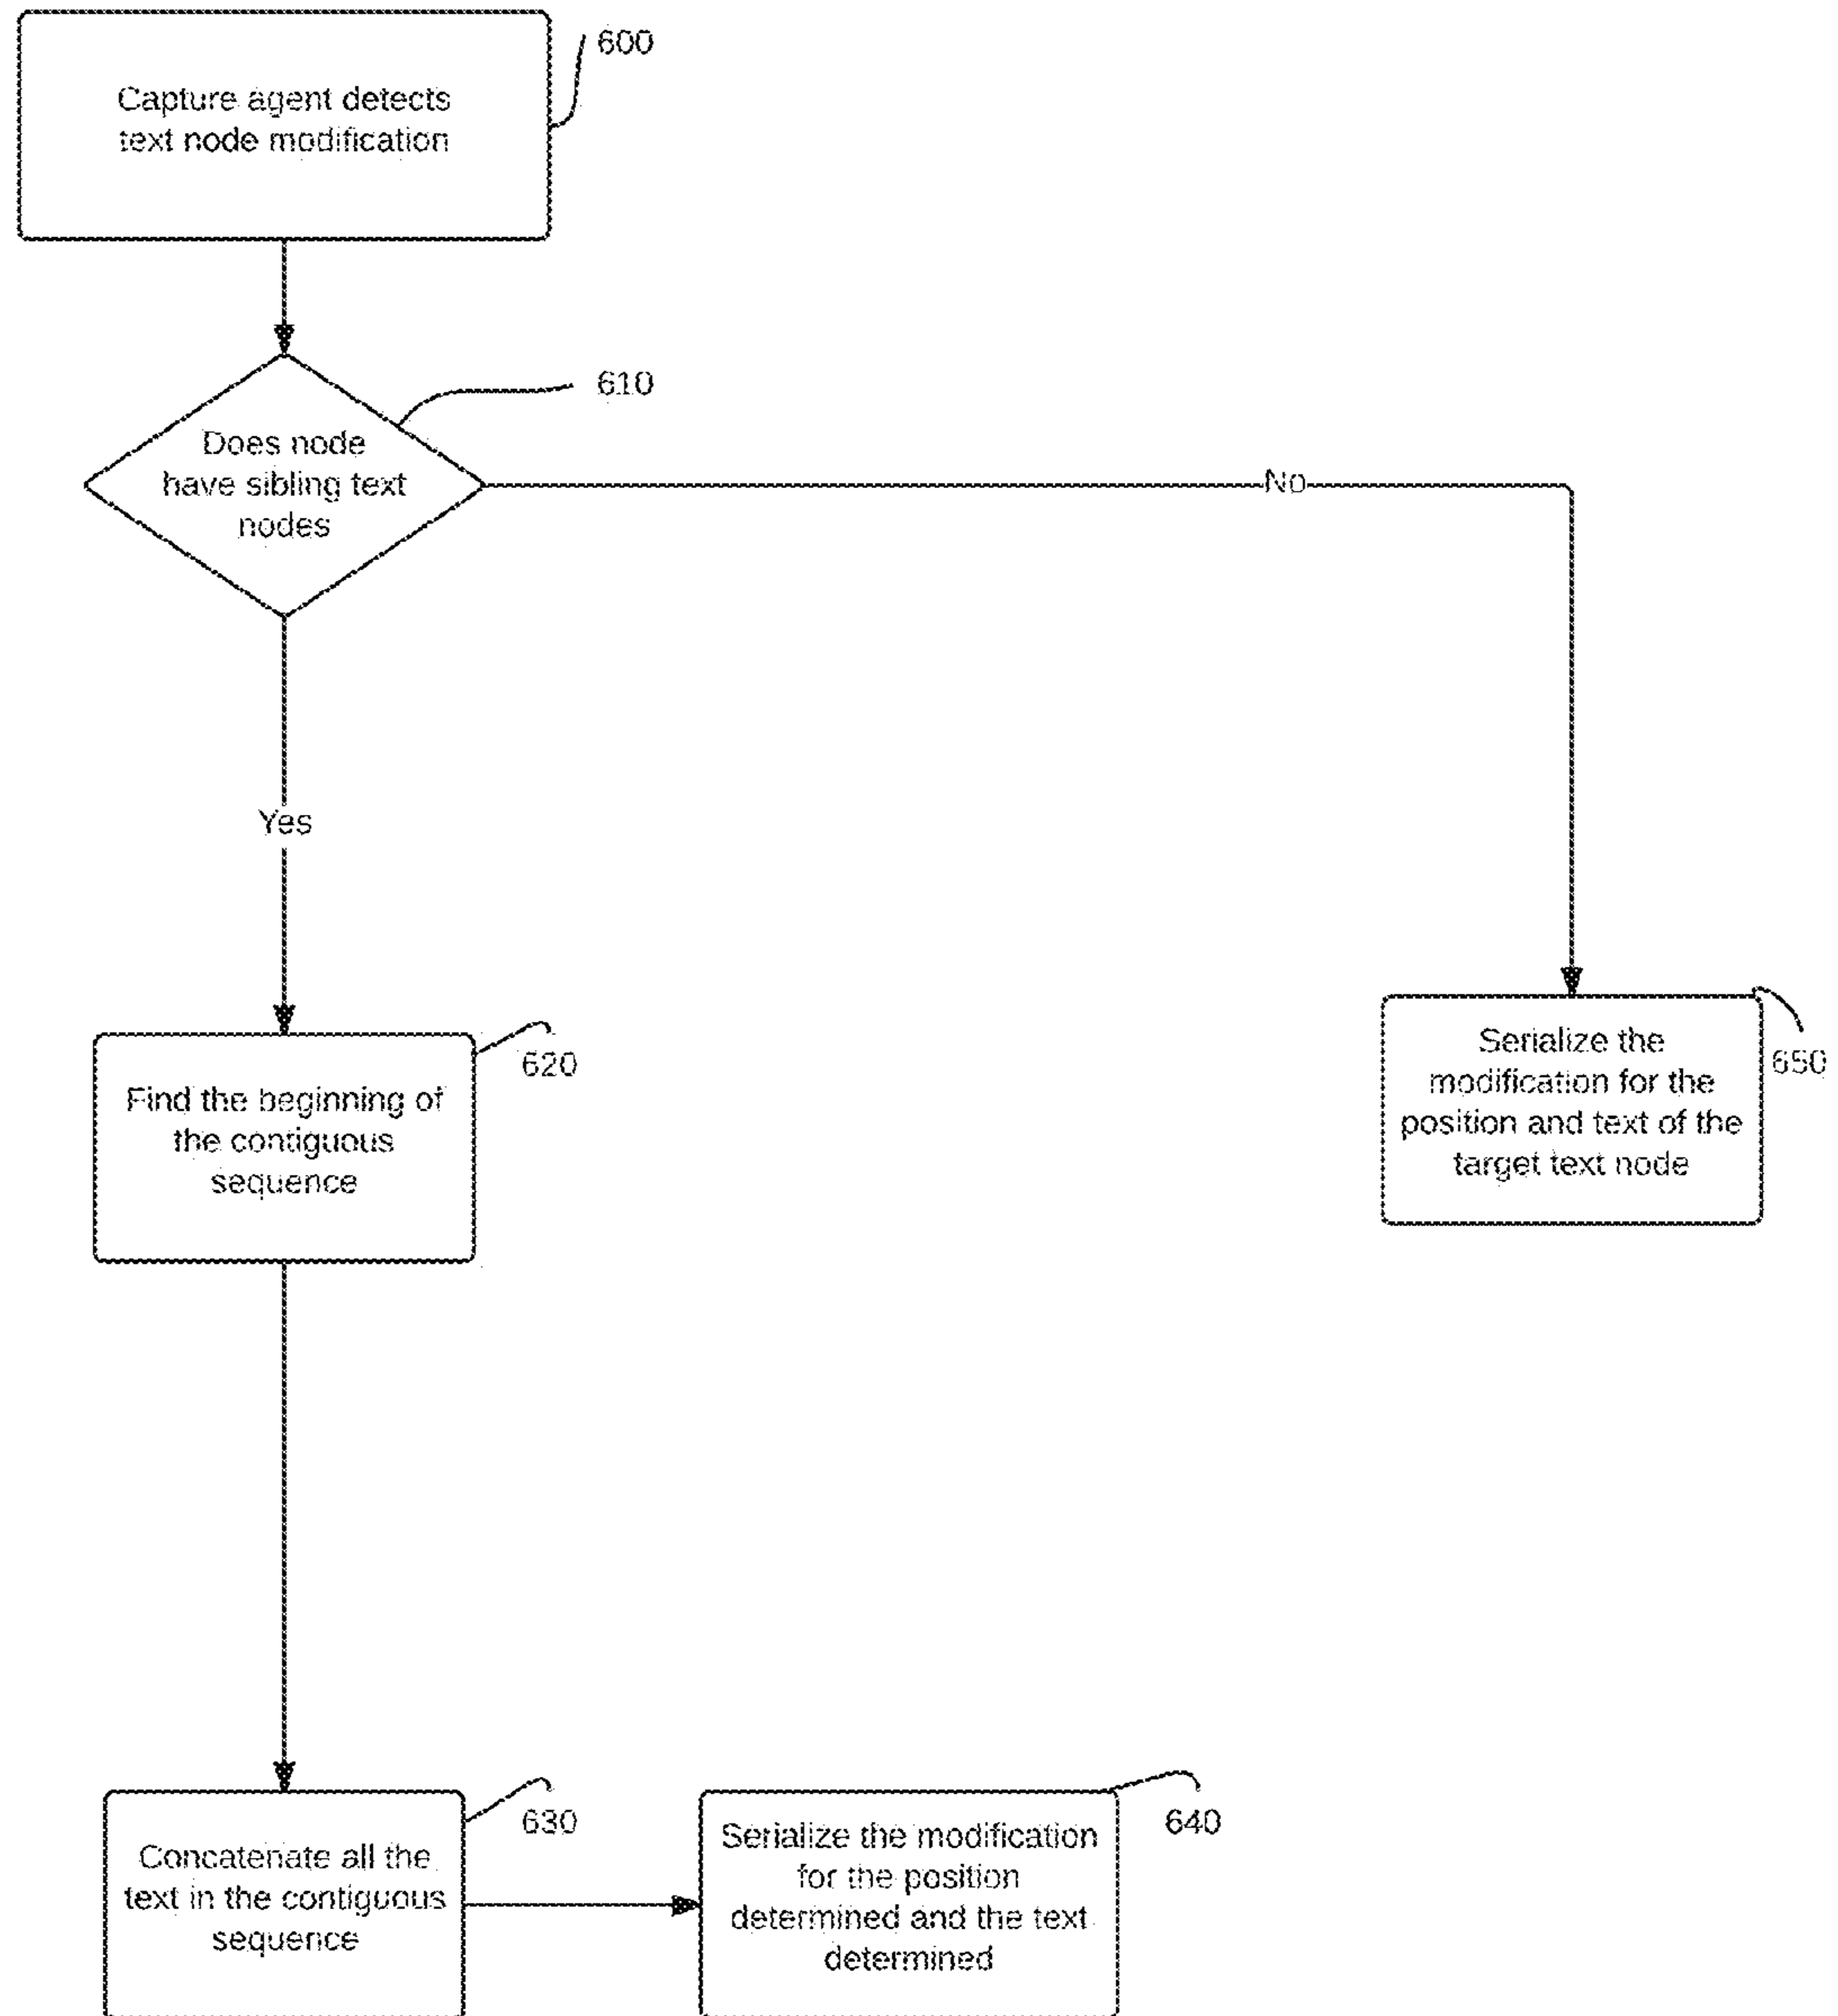 Capture agent detects
text node modification
600
610
Does node
have sibling text
nodes
No
Yes
Find the beginning of
the contiguous
sequence
620
Serialize the
modification for the
position and text of the
target text node
650
Concatenate all the
text in the contiguous
sequence
630
Serialize the modification
for the position
determined and the text
determined
640